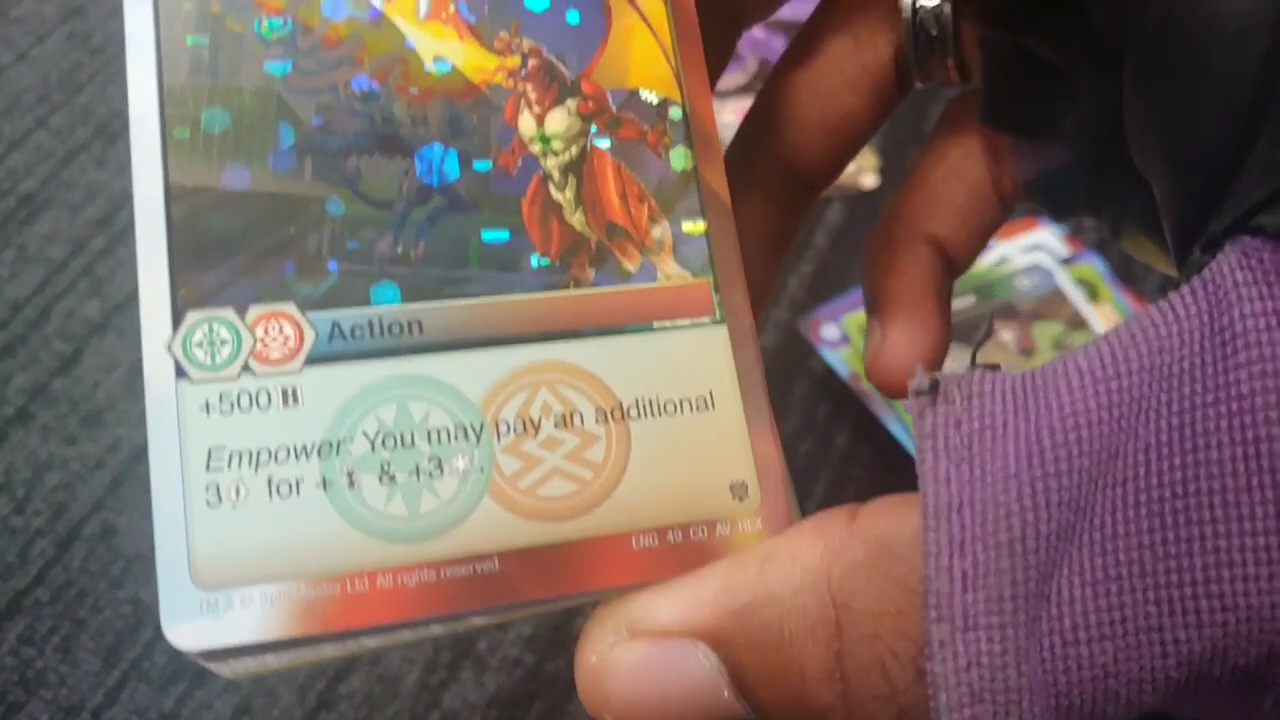 Action
+500 B
Empower: You may pay an additional
3 for + & +3.
ENG 49 CO AV HEX
TM & © Spin Master Ltd. All rights reserved